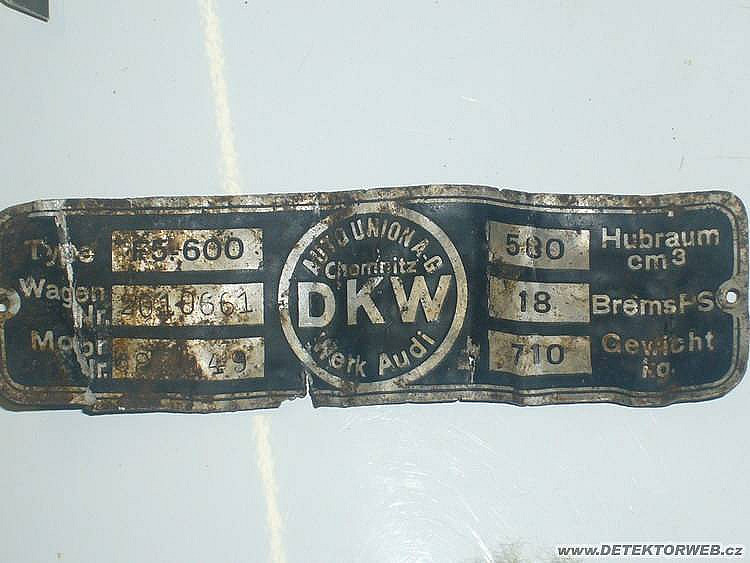 Type F5-600
Wagen Nr. 2010661
Motor Nr. 49
AUTO UNION A-G
Chemnitz
DKW
Werk Audi
580 Hubraum cm3
18 BremsPS
710 Gewicht kg.
www.DETEKTORWEB.cz